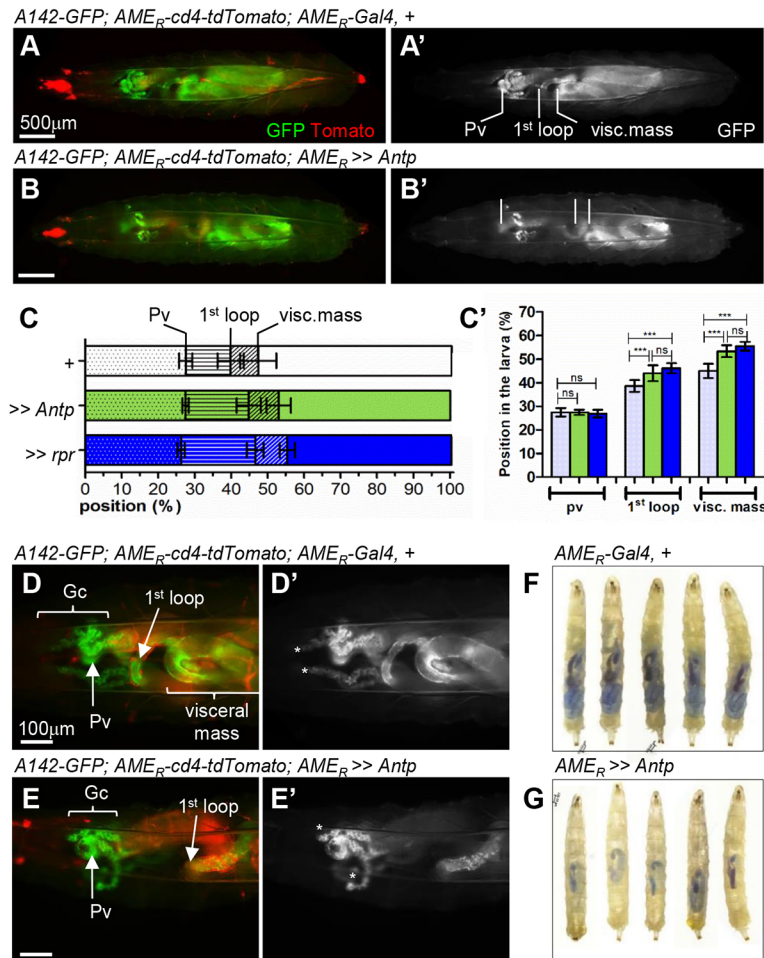 A142-GFP; AMER-cd4-tdTomato; AMER-Gal4, +
A
500μm
GFP Tomato
A'
Pv
1st loop
visc.mass
GFP
A142-GFP; AMER-cd4-tdTomato; AMER >> Antp
B
B'
C
Pv
1st loop
visc.mass
+
>> Antp
>> rpr
0 10 20 30 40 50 60 70 80 90 100
position (%)
C'
Position in the larva (%)
70
60
50
40
30
20
10
0
ns
ns
***
***
ns
***
***
ns
pv
1st loop
visc. mass
A142-GFP; AMER-cd4-tdTomato; AMER-Gal4, +
D
Gc
1st loop
Pv
visceral
mass
100μm
D'
*
*
AMER-Gal4, +
F
A142-GFP; AMER-cd4-tdTomato; AMER >> Antp
E
Gc
1st loop
Pv
E'
*
*
AMER >> Antp
G